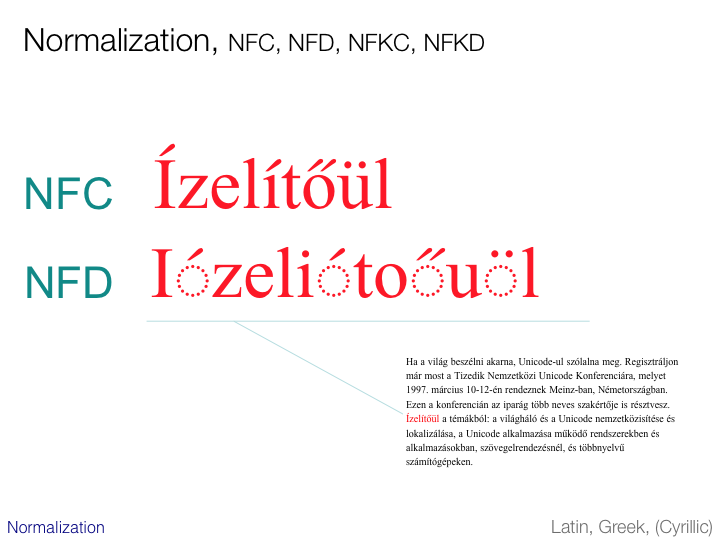 Normalization, NFC, NFD, NFKC, NFKD
NFC Ízelítőül
NFD I◌́zeli◌́to◌̋u◌̈l
Ha a világ beszélni akarna, Unicode-ul szólalna meg. Regisztráljon
már most a Tizedik Nemzetközi Unicode Konferenciára, melyet
1997. március 10-12-én rendeznek Meinz-ban, Németországban.
Ezen a konferencián az iparág több neves szakértője is résztvesz.
Ízelítőül a témákból: a világháló és a Unicode nemzetközisítése és
lokalizálása, a Unicode alkalmazása működő rendszerekben és
alkalmazásokban, szövegelrendezésnél, és többnyelvű
számítógépeken.
Normalization
Latin, Greek, (Cyrillic)